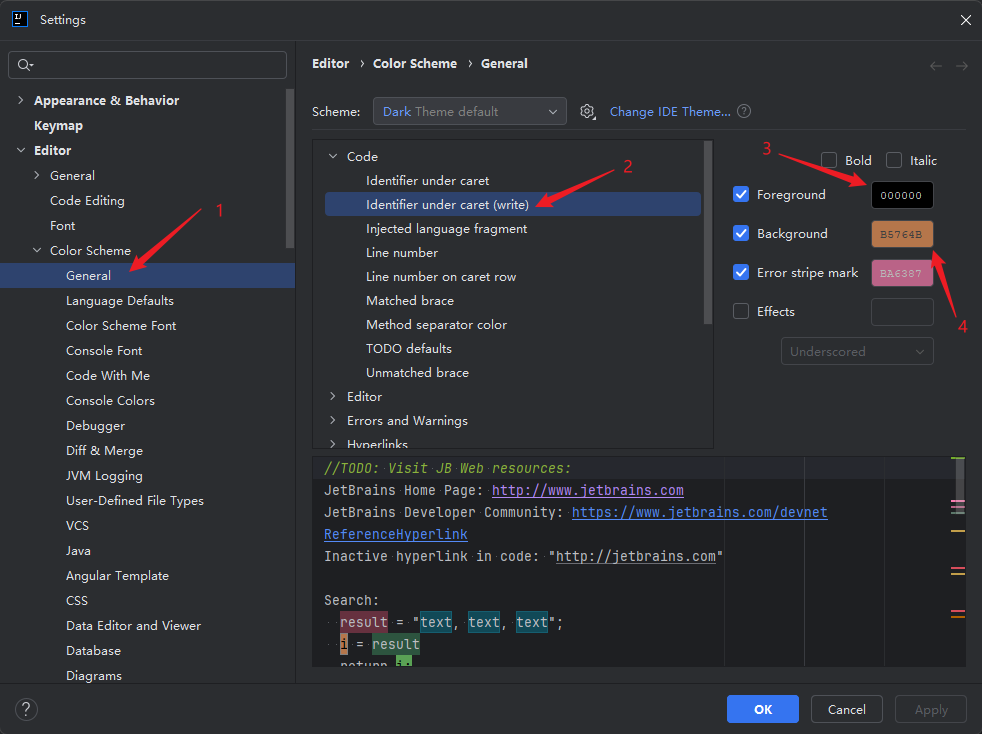 Settings
Appearance & Behavior
Keymap
Editor
General
Code Editing
Font
Color Scheme
General
Language Defaults
Color Scheme Font
Console Font
Code With Me
Console Colors
Debugger
Diff & Merge
JVM Logging
User-Defined File Types
VCS
Java
Angular Template
CSS
Data Editor and Viewer
Database
Diagrams
1
Editor › Color Scheme › General
Scheme: Dark Theme default Change IDE Theme... ?
Code
Identifier under caret
Identifier under caret (write)
Injected language fragment
Line number
Line number on caret row
Matched brace
Method separator color
TODO defaults
Unmatched brace
Editor
Errors and Warnings
Hyperlinks
2
3
Bold Italic
Foreground 000000
Background B5764B
Error stripe mark BA6387
Effects
4
Underscored
//TODO: Visit JB Web resources:
JetBrains Home Page: http://www.jetbrains.com
JetBrains Developer Community: https://www.jetbrains.com/devnet
ReferenceHyperlink
Inactive hyperlink in code: "http://jetbrains.com"
Search:
result = "text, text, text";
i = result
return i;
? OK Cancel Apply